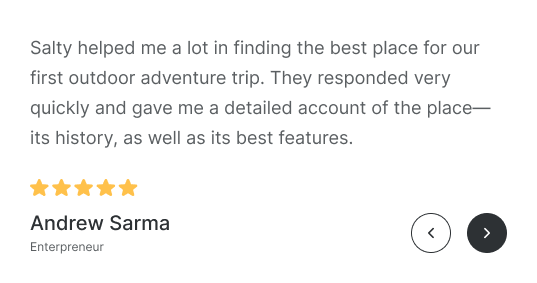 Salty helped me a lot in finding the best place for our
first outdoor adventure trip. They responded very
quickly and gave me a detailed account of the place—
its history, as well as its best features.
Andrew Sarma
Enterpreneur